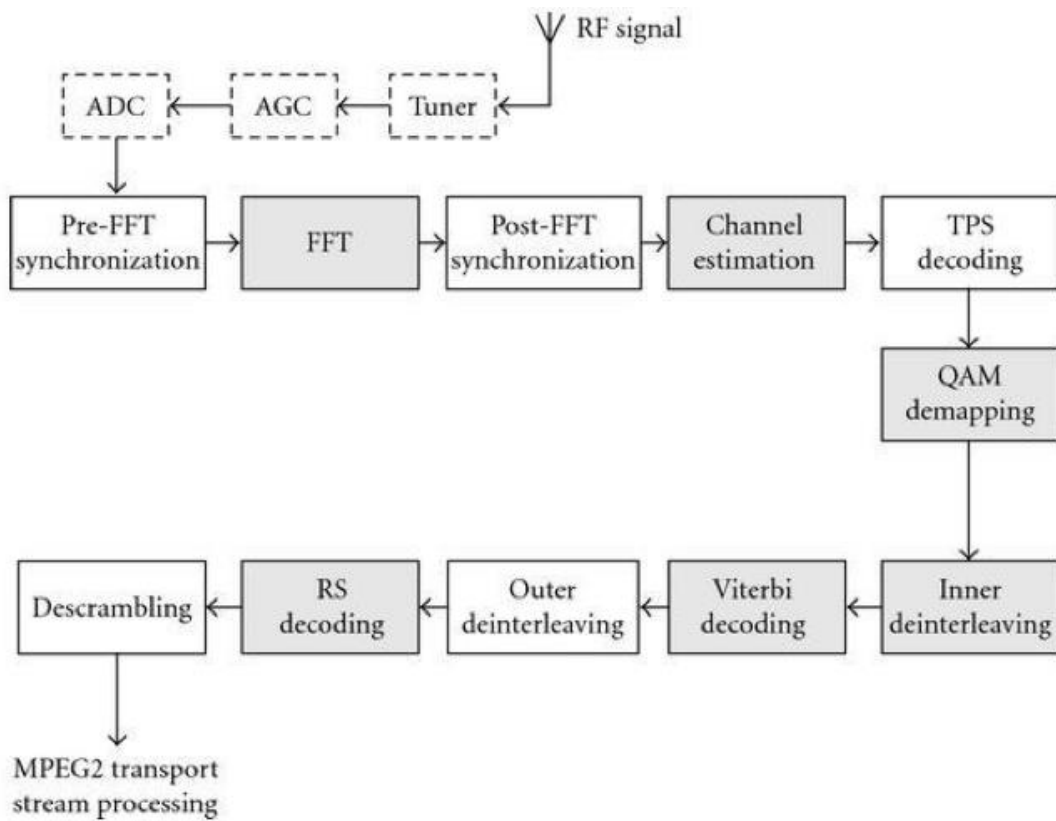 RF signal
Tuner
AGC
ADC
Pre-FFT
synchronization
FFT
Post-FFT
synchronization
Channel
estimation
TPS
decoding
QAM
demapping
Inner
deinterleaving
Viterbi
decoding
Outer
deinterleaving
RS
decoding
Descrambling
MPEG2 transport
stream processing